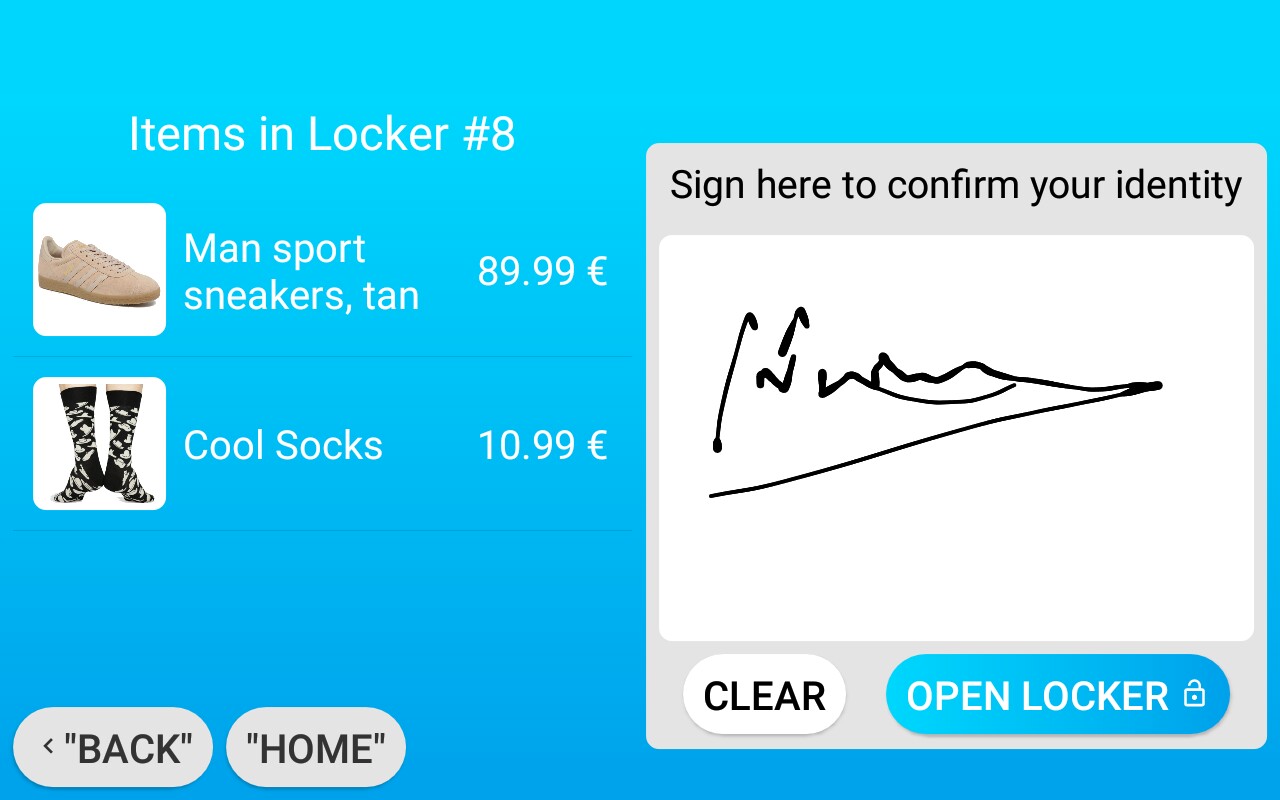 Items in Locker #8
Man sport
sneakers, tan
89.99 €
Cool Socks
10.99 €
Sign here to confirm your identity
CLEAR
OPEN LOCKER
"BACK"
"HOME"